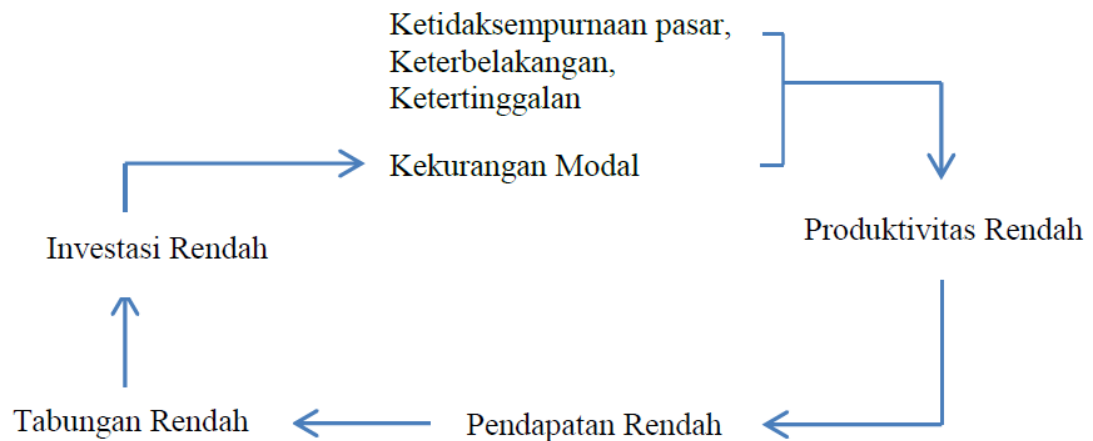 Ketidaksempurnaan pasar,
Keterbelakangan,
Ketertinggalan
Kekurangan Modal
Produktivitas Rendah
Investasi Rendah
Tabungan Rendah
Pendapatan Rendah